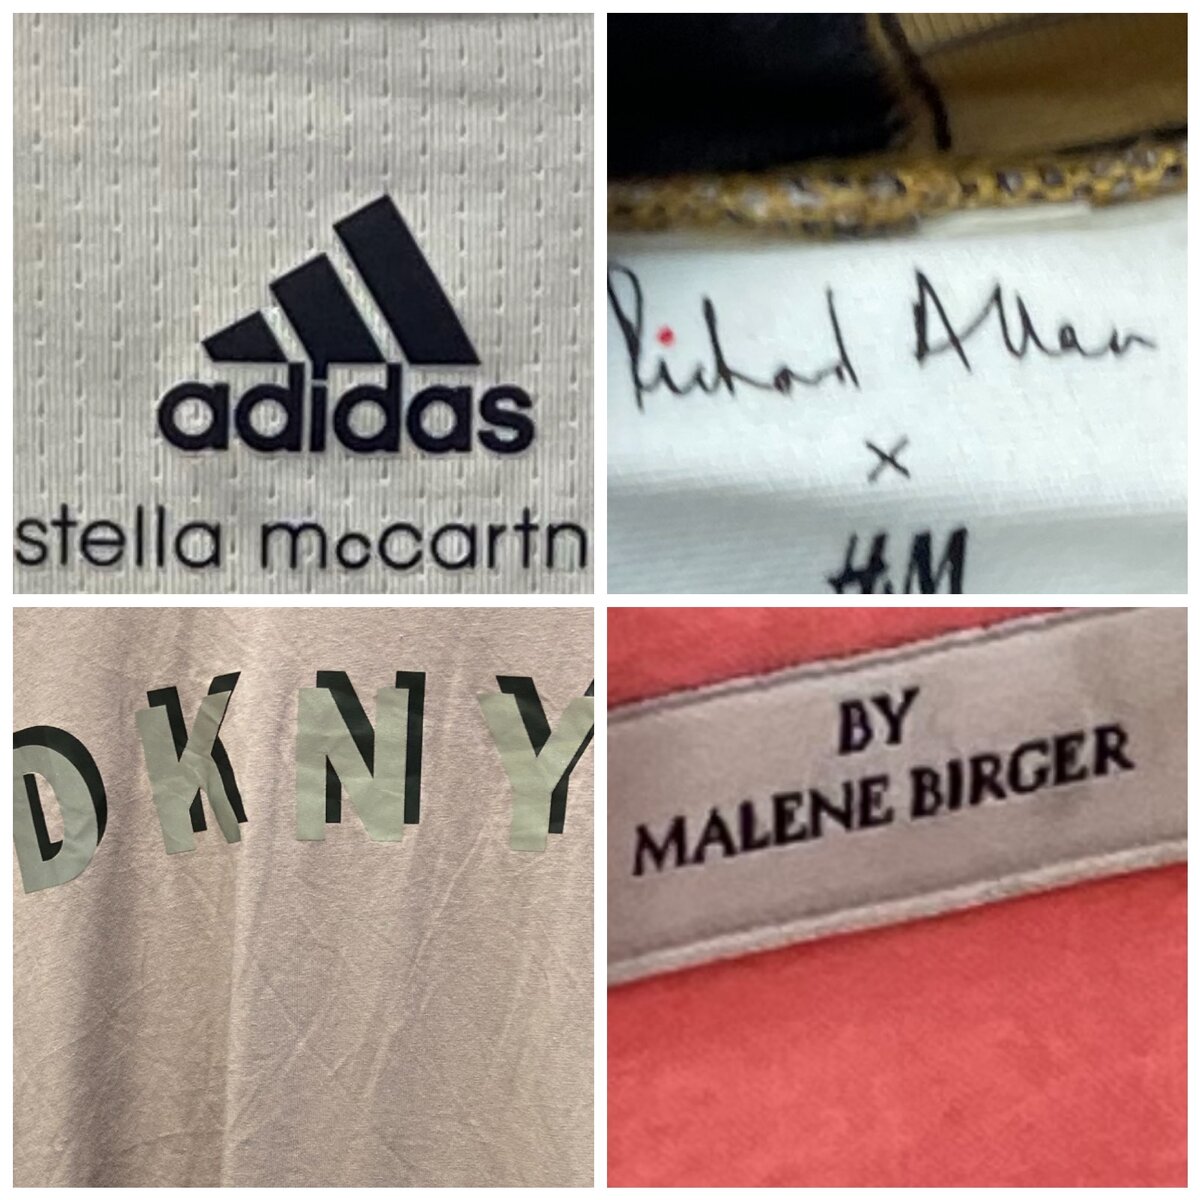 adidas
stella mccartn
Richard Allan
x
H&M
DKNY
BY
MALENE BIRGER